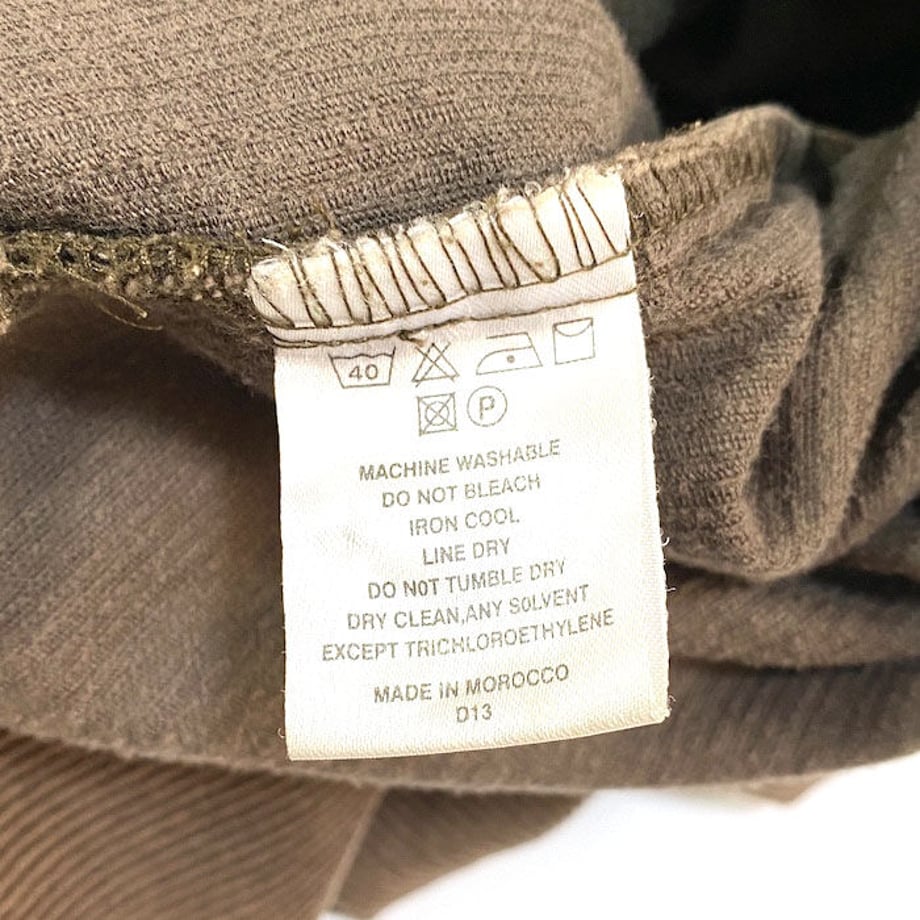 40
P
MACHINE WASHABLE
DO NOT BLEACH
IRON COOL
LINE DRY
DO NOT TUMBLE DRY
DRY CLEAN,ANY SOLVENT
EXCEPT TRICHLOROETHYLENE
MADE IN MOROCCO
D13